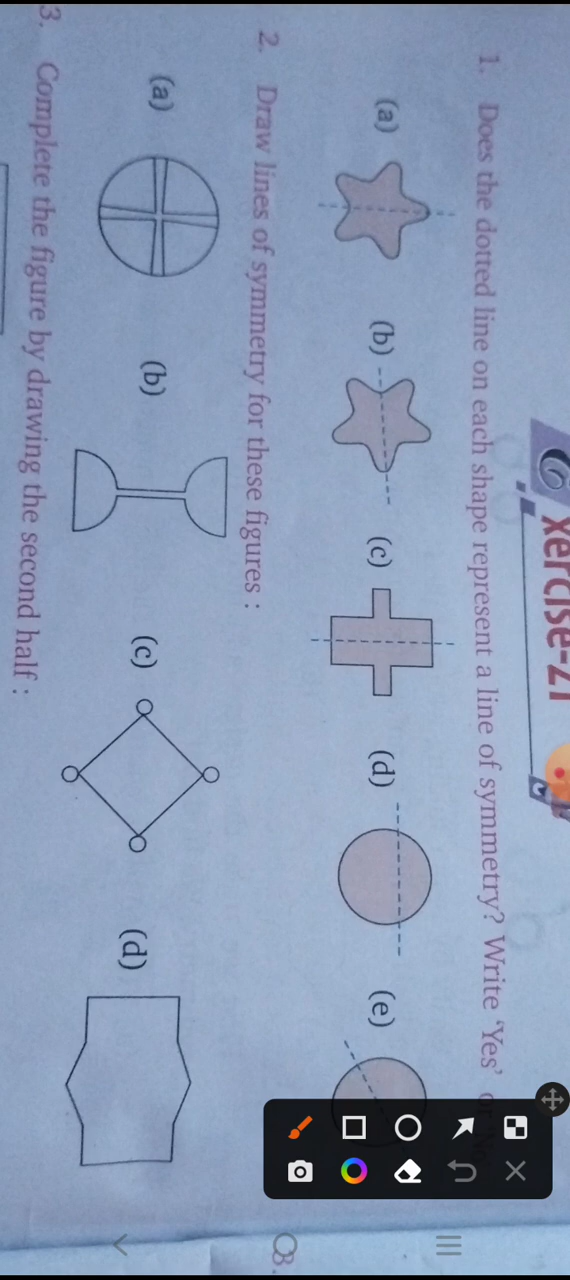 xercise-21
1. Does the dotted line on each shape represent a line of symmetry? Write 'Yes'
(a) (b) (c) (d) (e)
2. Draw lines of symmetry for these figures :
(a) (b) (c) (d)
3. Complete the figure by drawing the second half :